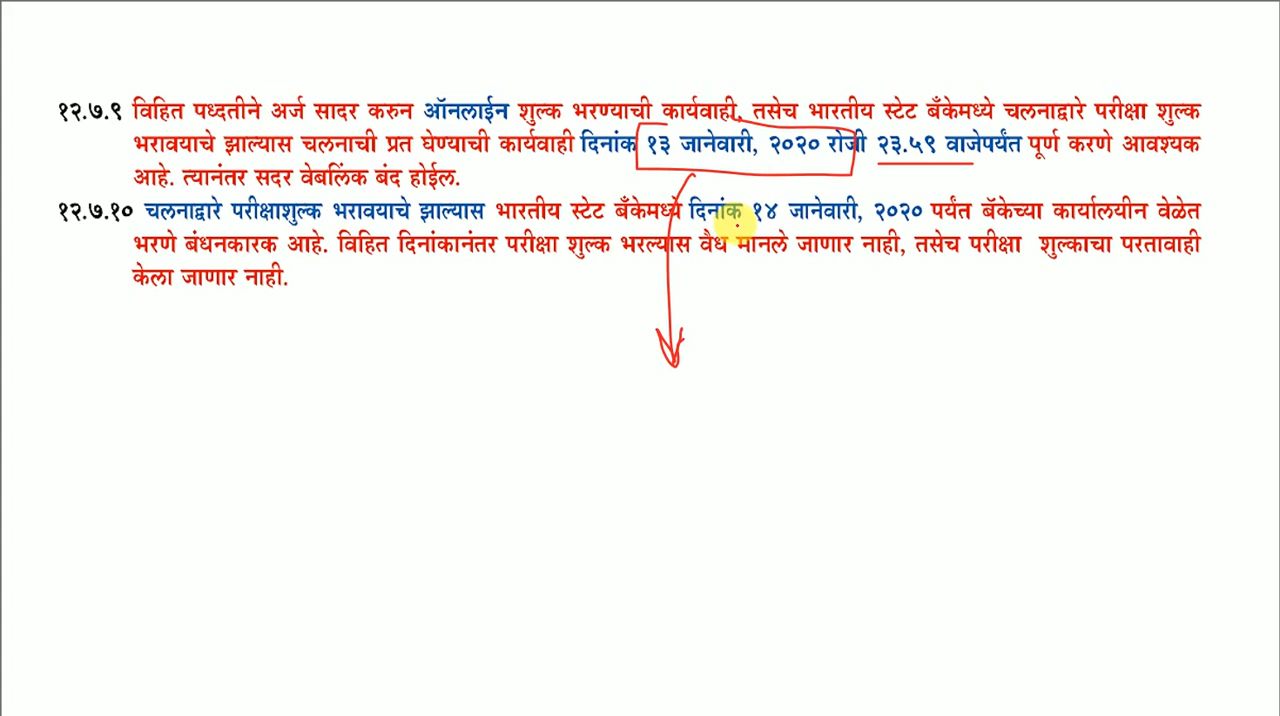 १२.७.९ विहित पध्दतीने अर्ज सादर करुन ऑनलाईन शुल्क भरण्याची कार्यवाही, तसेच भारतीय स्टेट बँकेमध्ये चलनाद्वारे परीक्षा शुल्क
भरावयाचे झाल्यास चलनाची प्रत घेण्याची कार्यवाही दिनांक १३ जानेवारी, २०२० रोजी २३.५९ वाजेपर्यंत पूर्ण करणे आवश्यक
आहे. त्यानंतर सदर वेबलिंक बंद होईल.
१२.७.१० चलनाद्वारे परीक्षाशुल्क भरावयाचे झाल्यास भारतीय स्टेट बँकेमध्ये दिनांक १४ जानेवारी, २०२० पर्यंत बॅकेच्या कार्यालयीन वेळेत
भरणे बंधनकारक आहे. विहित दिनांकानंतर परीक्षा शुल्क भरल्यास वैध मानले जाणार नाही, तसेच परीक्षा शुल्काचा परतावाही
केला जाणार नाही.